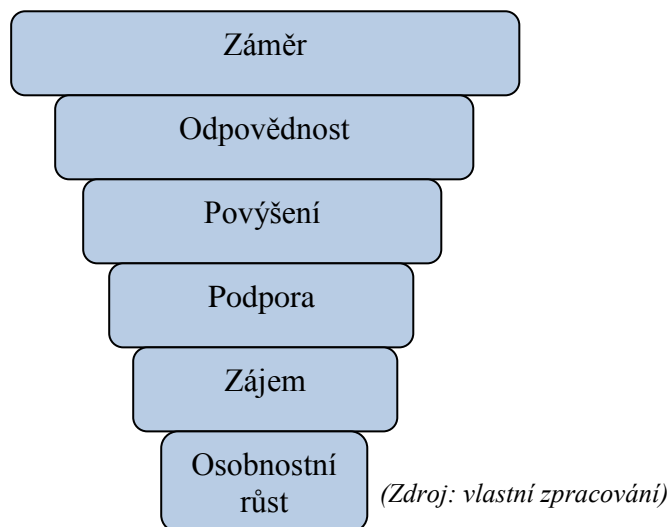 Záměr
Odpovědnost
Povýšení
Podpora
Zájem
Osobnostní
růst
(Zdroj: vlastní zpracování)